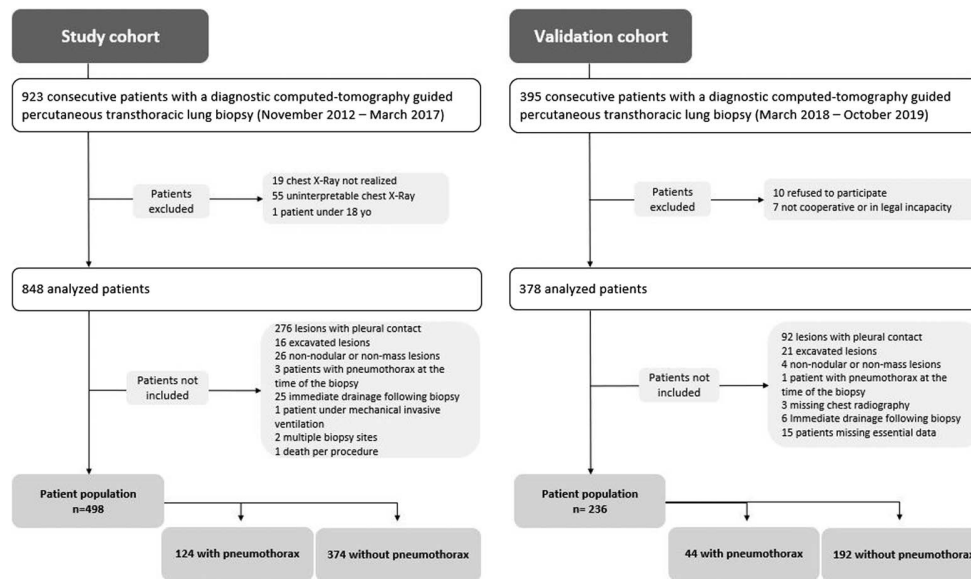 Study cohort
923 consecutive patients with a diagnostic computed-tomography guided
percutaneous transthoracic lung biopsy (November 2012 – March 2017)
Patients
excluded
19 chest X-Ray not realized
55 uninterpretable chest X-Ray
1 patient under 18 yo
848 analyzed patients
Patients not
included
276 lesions with pleural contact
16 excavated lesions
26 non-nodular or non-mass lesions
3 patients with pneumothorax at the
time of the biopsy
25 immediate drainage following biopsy
1 patient under mechanical invasive
ventilation
2 multiple biopsy sites
1 death per procedure
Patient population
n=498
124 with pneumothorax
374 without pneumothorax
Validation cohort
395 consecutive patients with a diagnostic computed-tomography guided
percutaneous transthoracic lung biopsy (March 2018 – October 2019)
Patients
excluded
10 refused to participate
7 not cooperative or in legal incapacity
378 analyzed patients
Patients not
included
92 lesions with pleural contact
21 excavated lesions
4 non-nodular or non-mass lesions
1 patient with pneumothorax at the
time of the biopsy
3 missing chest radiography
6 Immediate drainage following biopsy
15 patients missing essential data
Patient population
n= 236
44 with pneumothorax
192 without pneumothorax